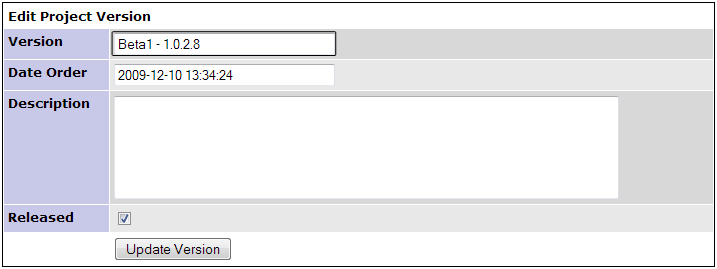 Edit Project Version
Version Beta1 - 1.0.2.8
Date Order 2009-12-10 13:34:24
Description
Released
Update Version